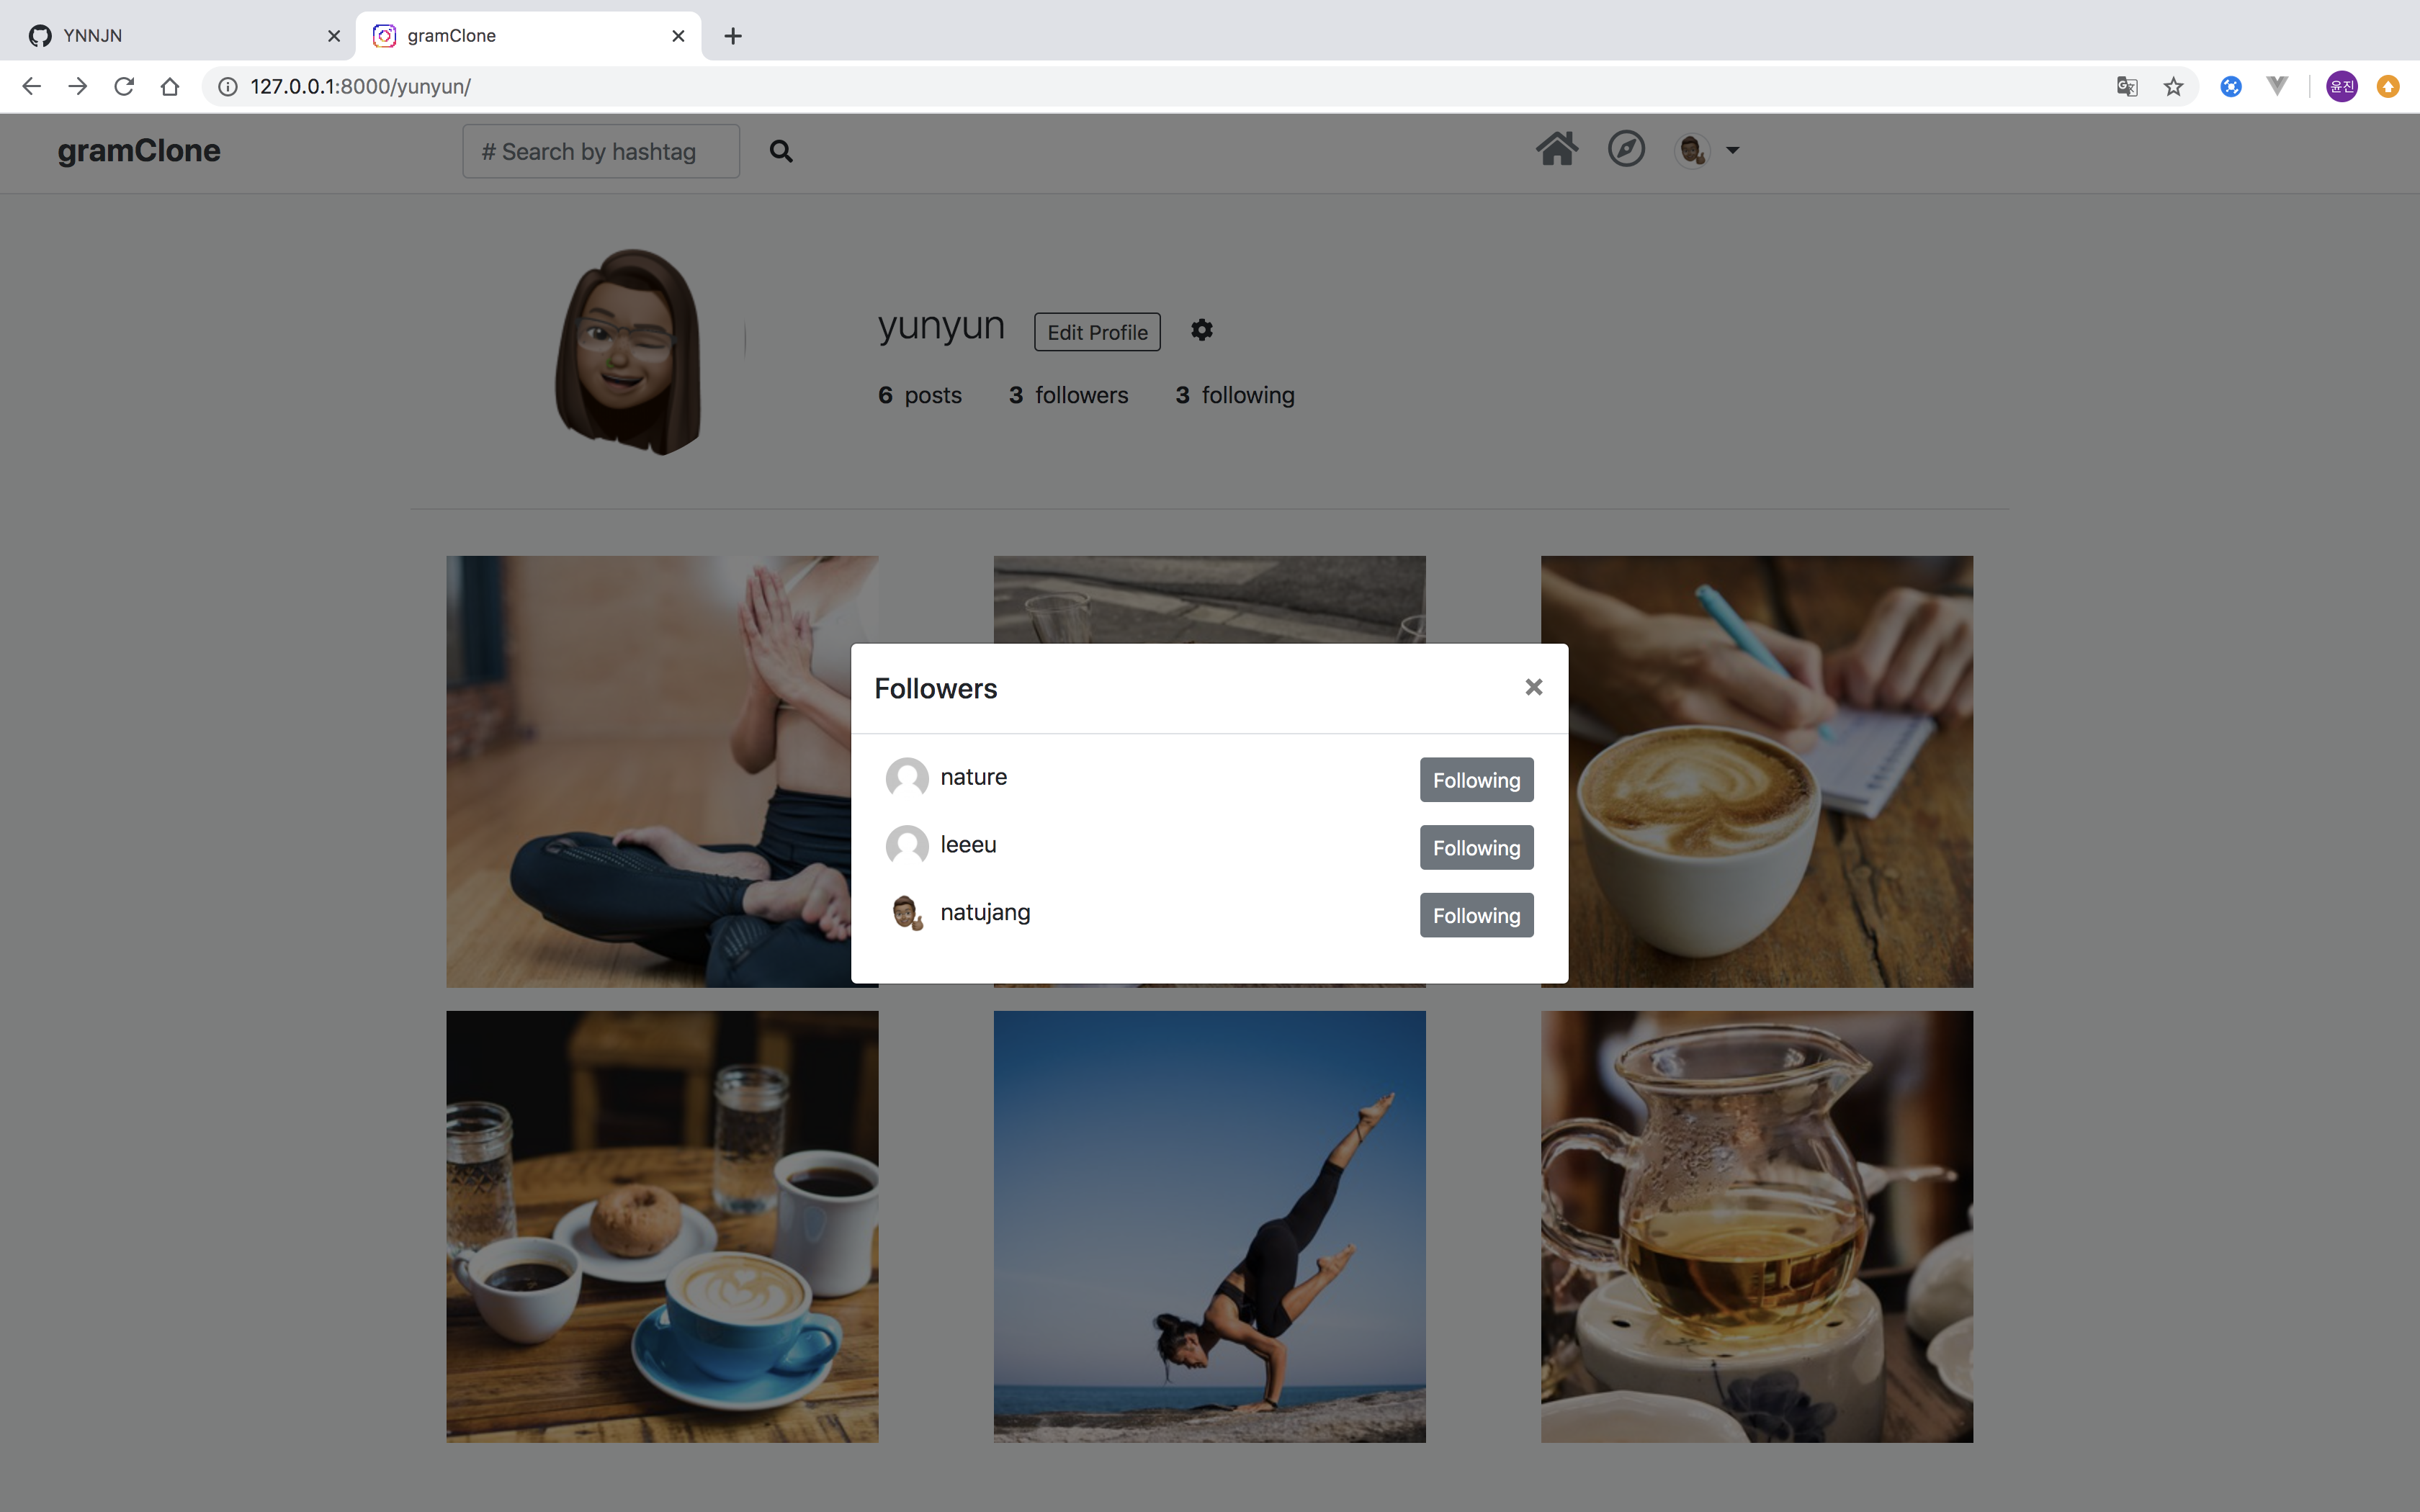 YNNJN
gramClone
127.0.0.1:8000/yunyun/
윤진
gramClone
# Search by hashtag
yunyun Edit Profile
6 posts 3 followers 3 following
Followers
nature Following
leeeu Following
natujang Following